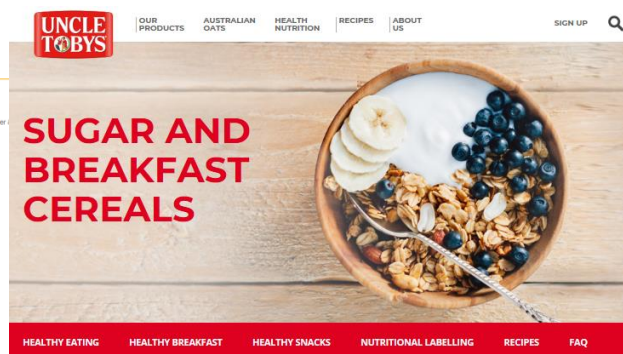 UNCLE TOBYS
OUR PRODUCTS
AUSTRALIAN OATS
HEALTH NUTRITION
RECIPES
ABOUT US
SIGN UP
SUGAR AND
BREAKFAST
CEREALS
HEALTHY EATING
HEALTHY BREAKFAST
HEALTHY SNACKS
NUTRITIONAL LABELLING
RECIPES
FAQ